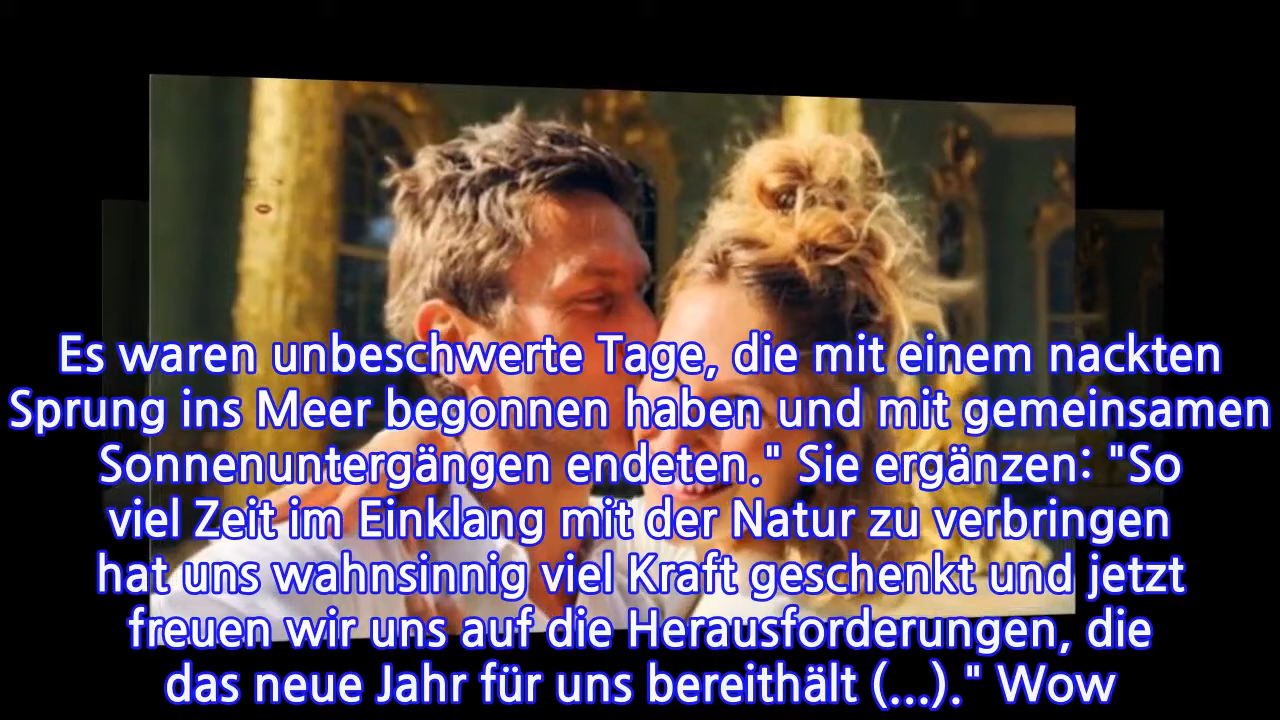 Es waren unbeschwerte Tage, die mit einem nackten
Sprung ins Meer begonnen haben und mit gemeinsamen
Sonnenuntergängen endeten." Sie ergänzen: "So
viel Zeit im Einklang mit der Natur zu verbringen
hat uns wahnsinnig viel Kraft geschenkt und jetzt
freuen wir uns auf die Herausforderungen, die
das neue Jahr für uns bereithält (...)." Wow